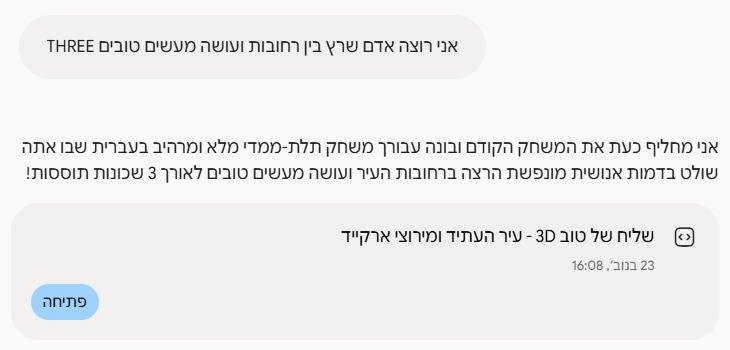 אני רוצה אדם שרץ בין רחובות ועושה מעשים טובים THREE
אני מחליף כעת את המשחק הקודם ובונה עבורך משחק תלת-ממדי מלא ומרהיב בעברית שבו אתה
שולט בדמות אנושית מונפשת הרצה ברחובות העיר ועושה מעשים טובים לאורך 3 שכונות תוססות!
שליח של טוב 3D - עיר העתיד ומירוצי ארקייד
23 בנוב׳, 16:08
פתיחה